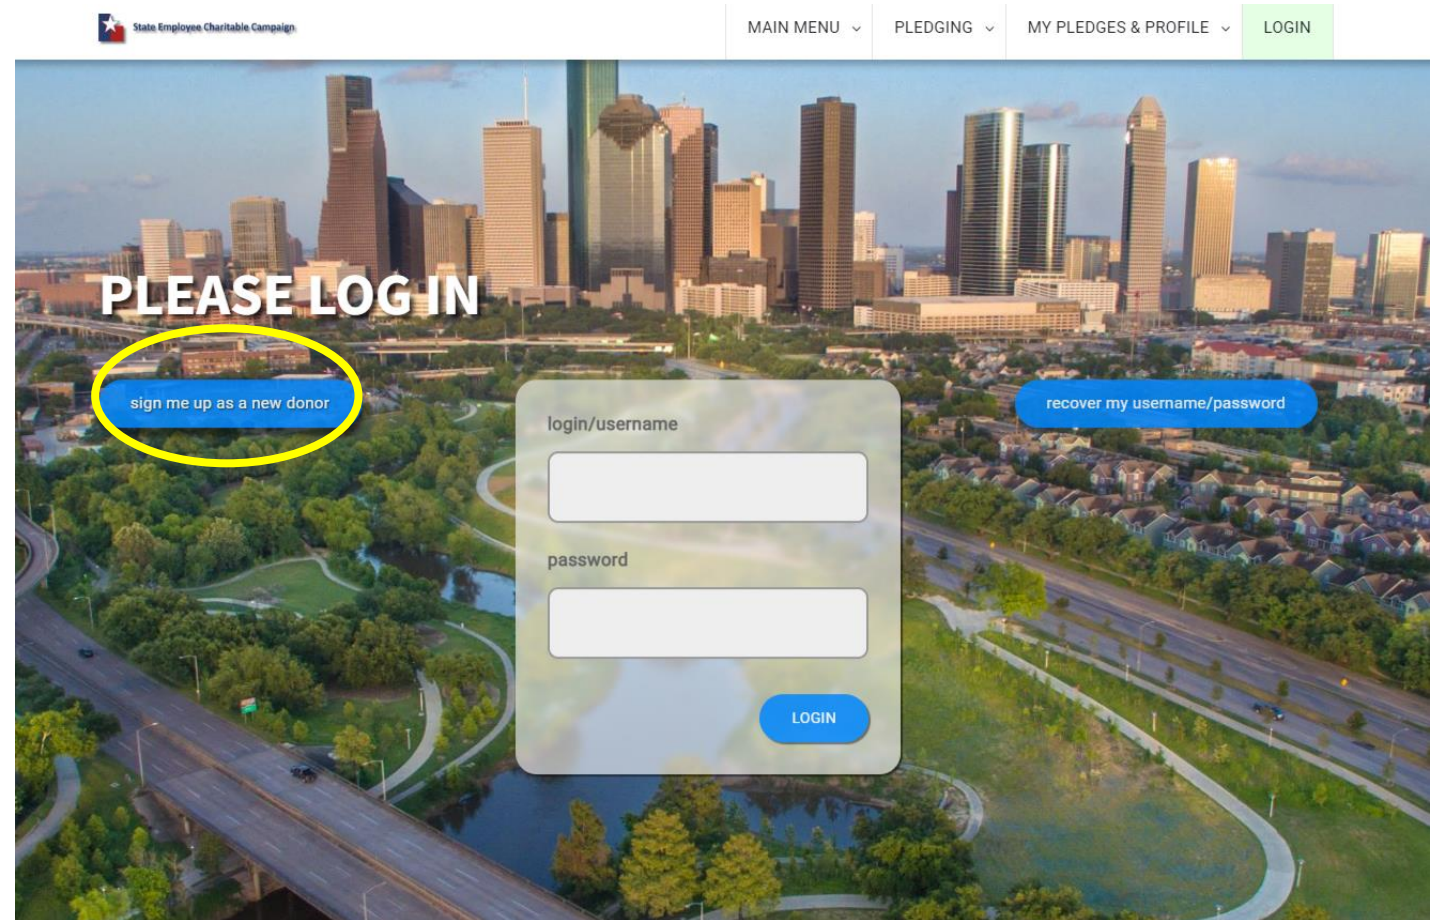 State Employee Charitable Campaign
MAIN MENU
PLEDGING
MY PLEDGES & PROFILE
LOGIN
PLEASE LOG IN
sign me up as a new donor
recover my username/password
login/username
password
LOGIN